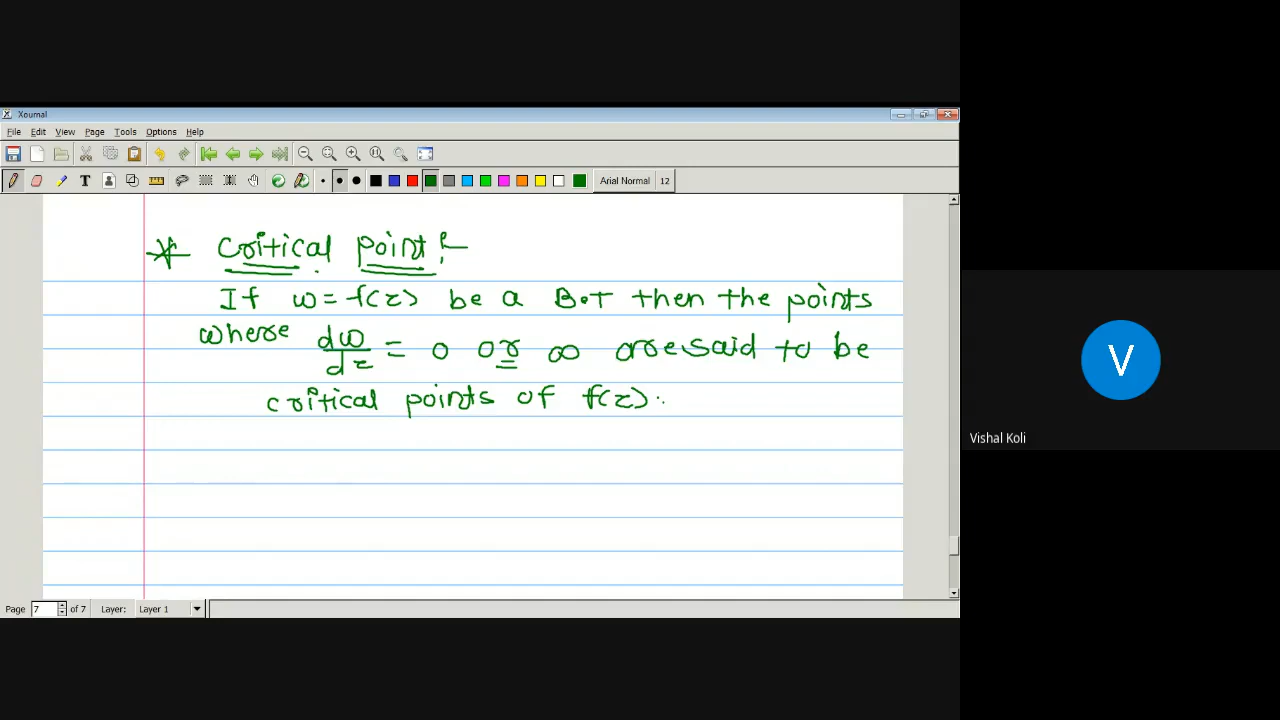 Xournal
File Edit View Page Tools Options Help
Arial Normal 12
* Critical point :-
If w = f(z) be a B.T then the points
where dw/dz = 0 or ∞ are said to be
critical points of f(z).
V
Vishal Koli
Page 7 of 7 Layer: Layer 1